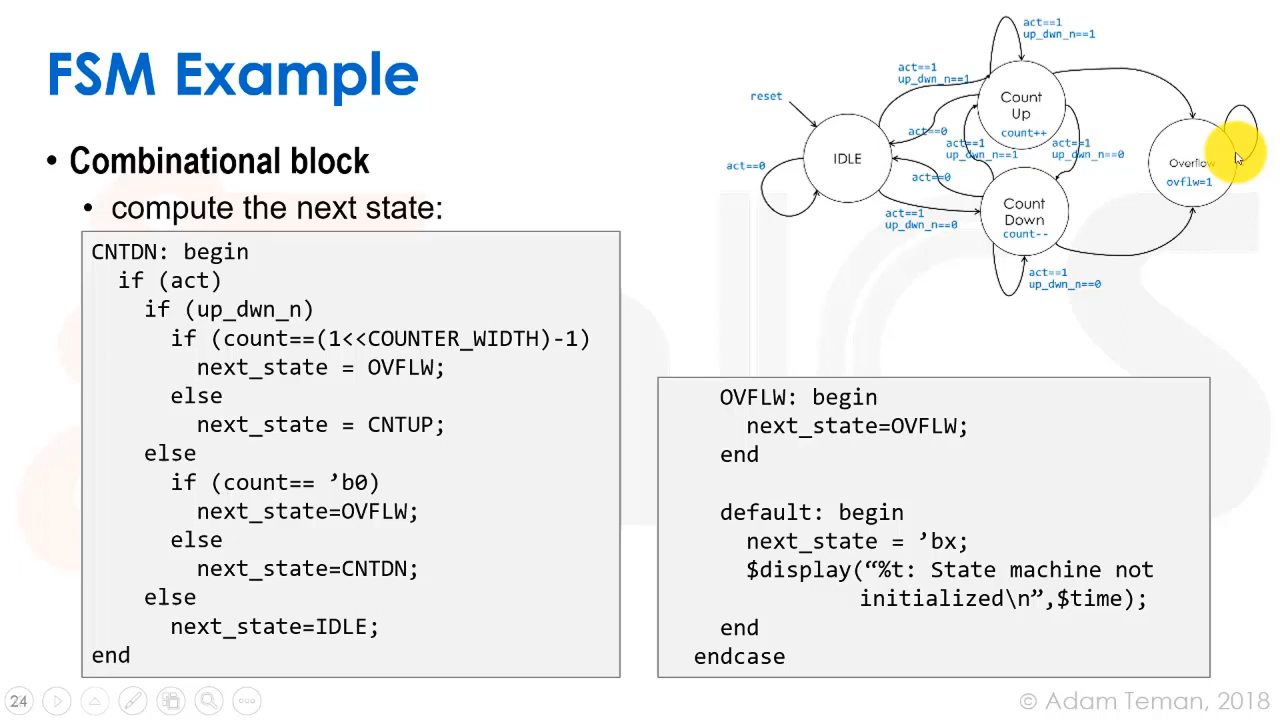 FSM Example
• Combinational block
• compute the next state:
CNTDN: begin
if (act)
if (up_dwn_n)
if (count==(1<<COUNTER_WIDTH)-1)
next_state = OVFLW;
else
next_state = CNTUP;
else
if (count== ’b0)
next_state=OVFLW;
else
next_state=CNTDN;
else
next_state=IDLE;
end
act==1
up_dwn_n==1
act==1
up_dwn_n==1
reset
Count
Up
count++
act==0
act==1
up_dwn_n==1
act==1
up_dwn_n==0
IDLE
act==0
act==0
Overflow
ovflw=1
act==1
up_dwn_n==0
Count
Down
count--
act==1
up_dwn_n==0
OVFLW: begin
next_state=OVFLW;
end
default: begin
next_state = ’bx;
$display(“%t: State machine not
initialized\n”,$time);
end
endcase
24
© Adam Teman, 2018